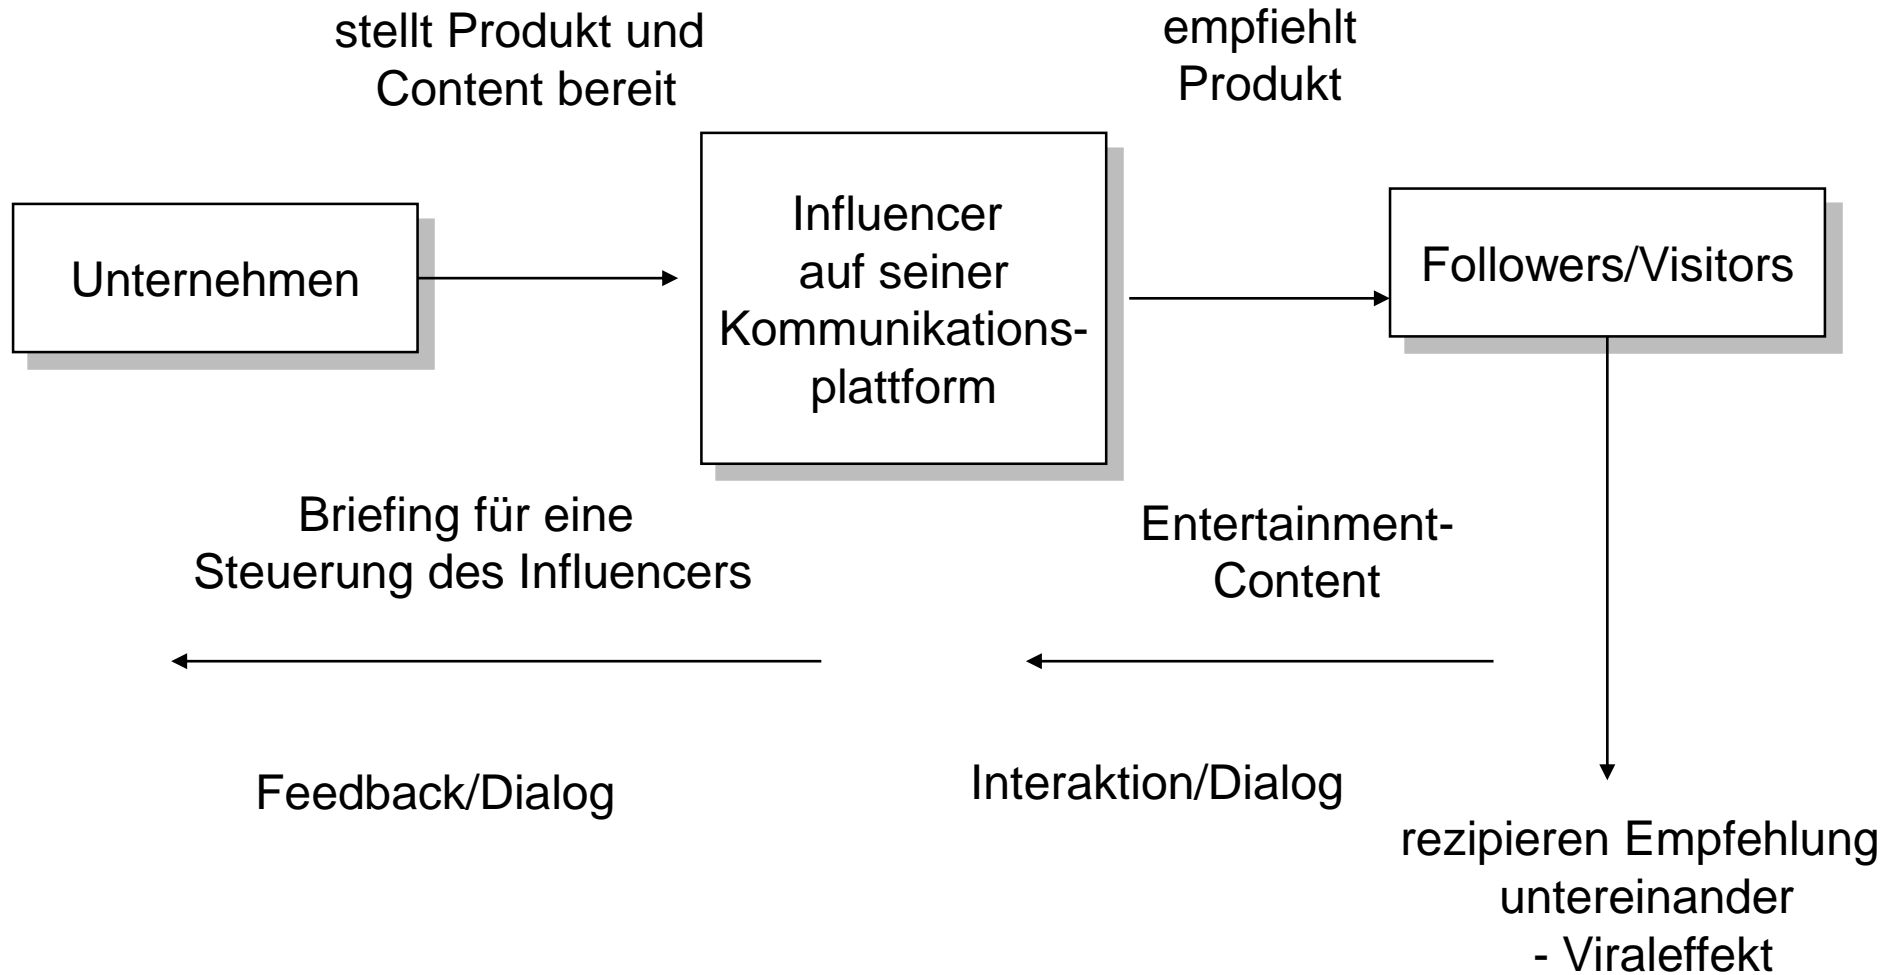 stellt Produkt und
Content bereit
empfiehlt
Produkt
Unternehmen
Influencer
auf seiner
Kommunikations-
plattform
Followers/Visitors
Briefing für eine
Steuerung des Influencers
Entertainment-
Content
Feedback/Dialog
Interaktion/Dialog
rezipieren Empfehlung
untereinander
- Viraleffekt